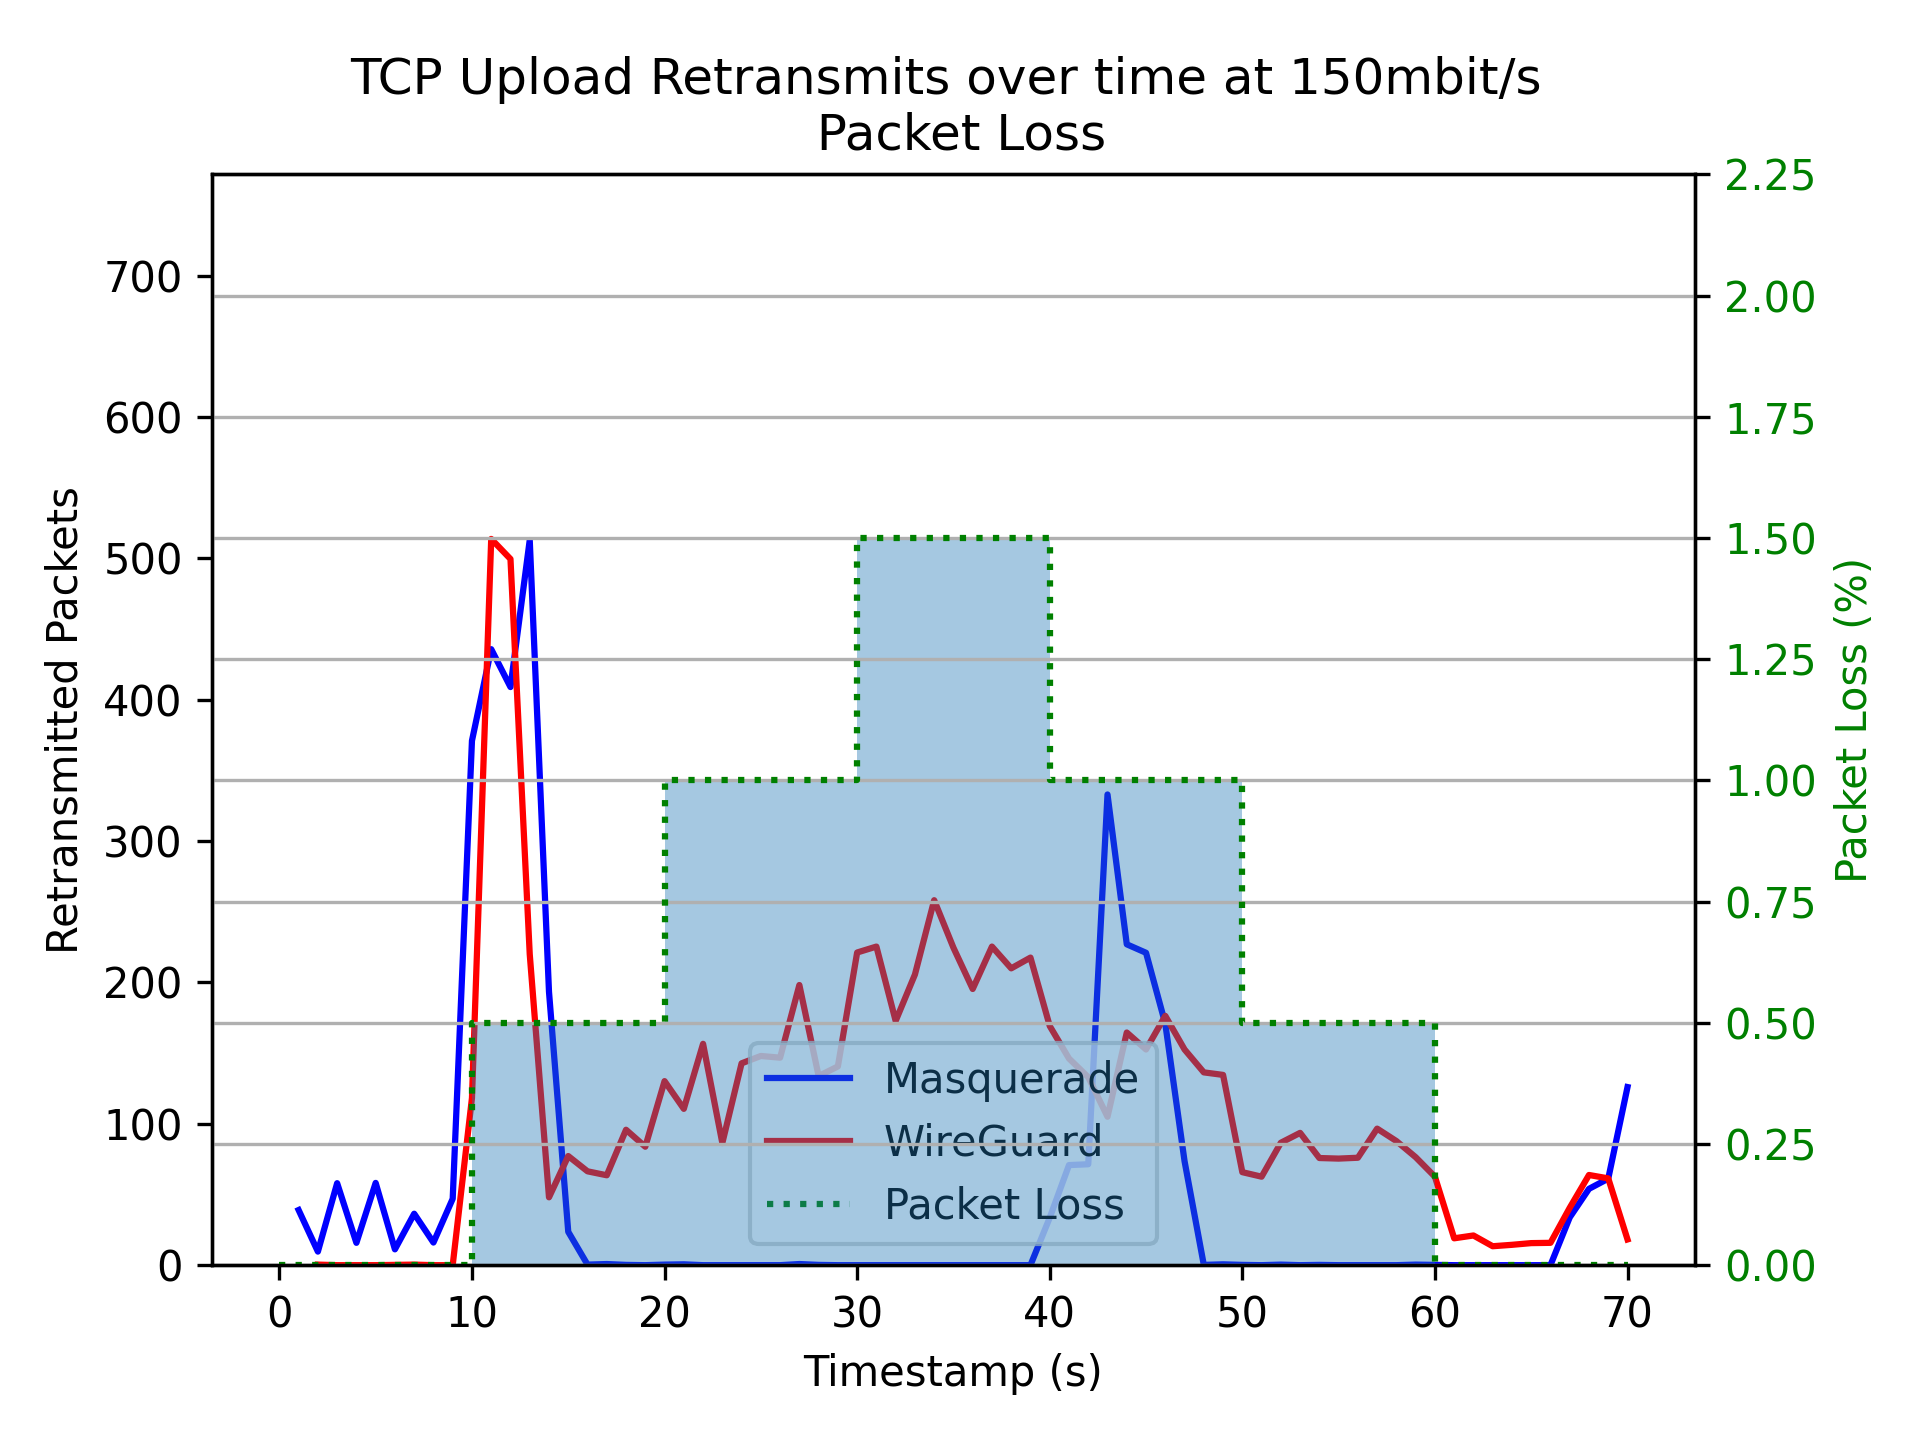 TCP Upload Retransmits over time at 150mbit/s
Packet Loss
Retransmitted Packets
700
600
500
400
300
200
100
0
2.25
2.00
1.75
1.50
1.25
1.00
0.75
0.50
0.25
0.00
Packet Loss (%)
Masquerade
WireGuard
Packet Loss
0 10 20 30 40 50 60 70
Timestamp (s)